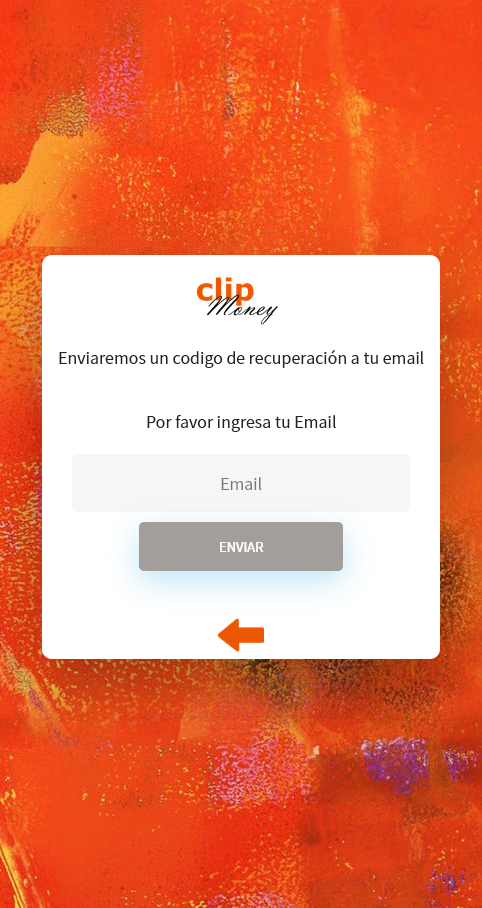 clip
Money
Enviaremos un codigo de recuperación a tu email
Por favor ingresa tu Email
Email
ENVIAR